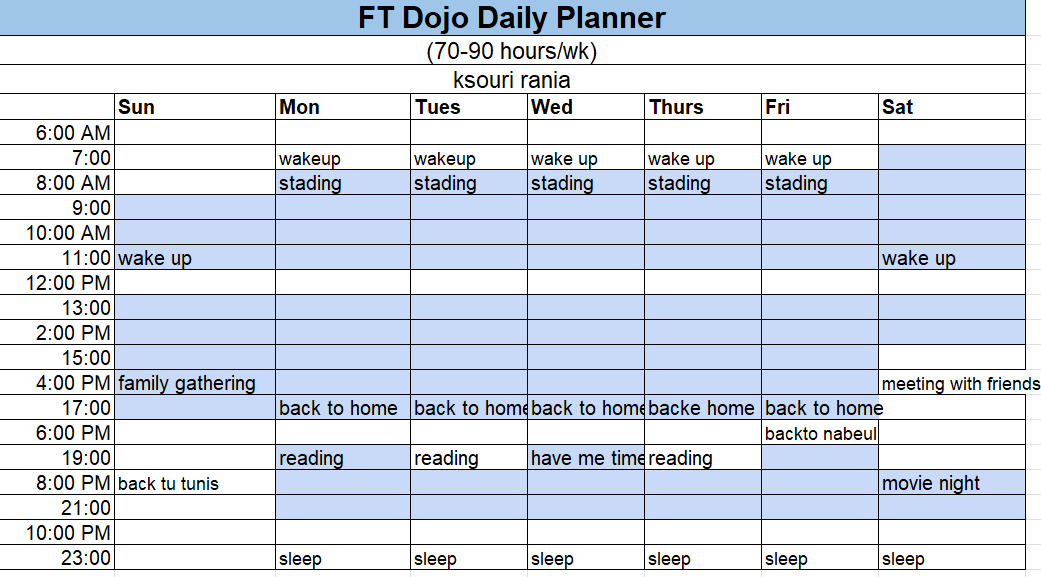 FT Dojo Daily Planner
(70-90 hours/wk)
ksouri rania
Sun Mon Tues Wed Thurs Fri Sat
6:00 AM
7:00 wakeup wakeup wake up wake up wake up
8:00 AM stading stading stading stading stading
9:00
10:00 AM
11:00 wake up wake up
12:00 PM
13:00
2:00 PM
15:00
4:00 PM family gathering meeting with friends
17:00 back to home back to home back to home backe home back to home
6:00 PM backto nabeul
19:00 reading reading have me time reading
8:00 PM back tu tunis movie night
21:00
10:00 PM
23:00 sleep sleep sleep sleep sleep sleep